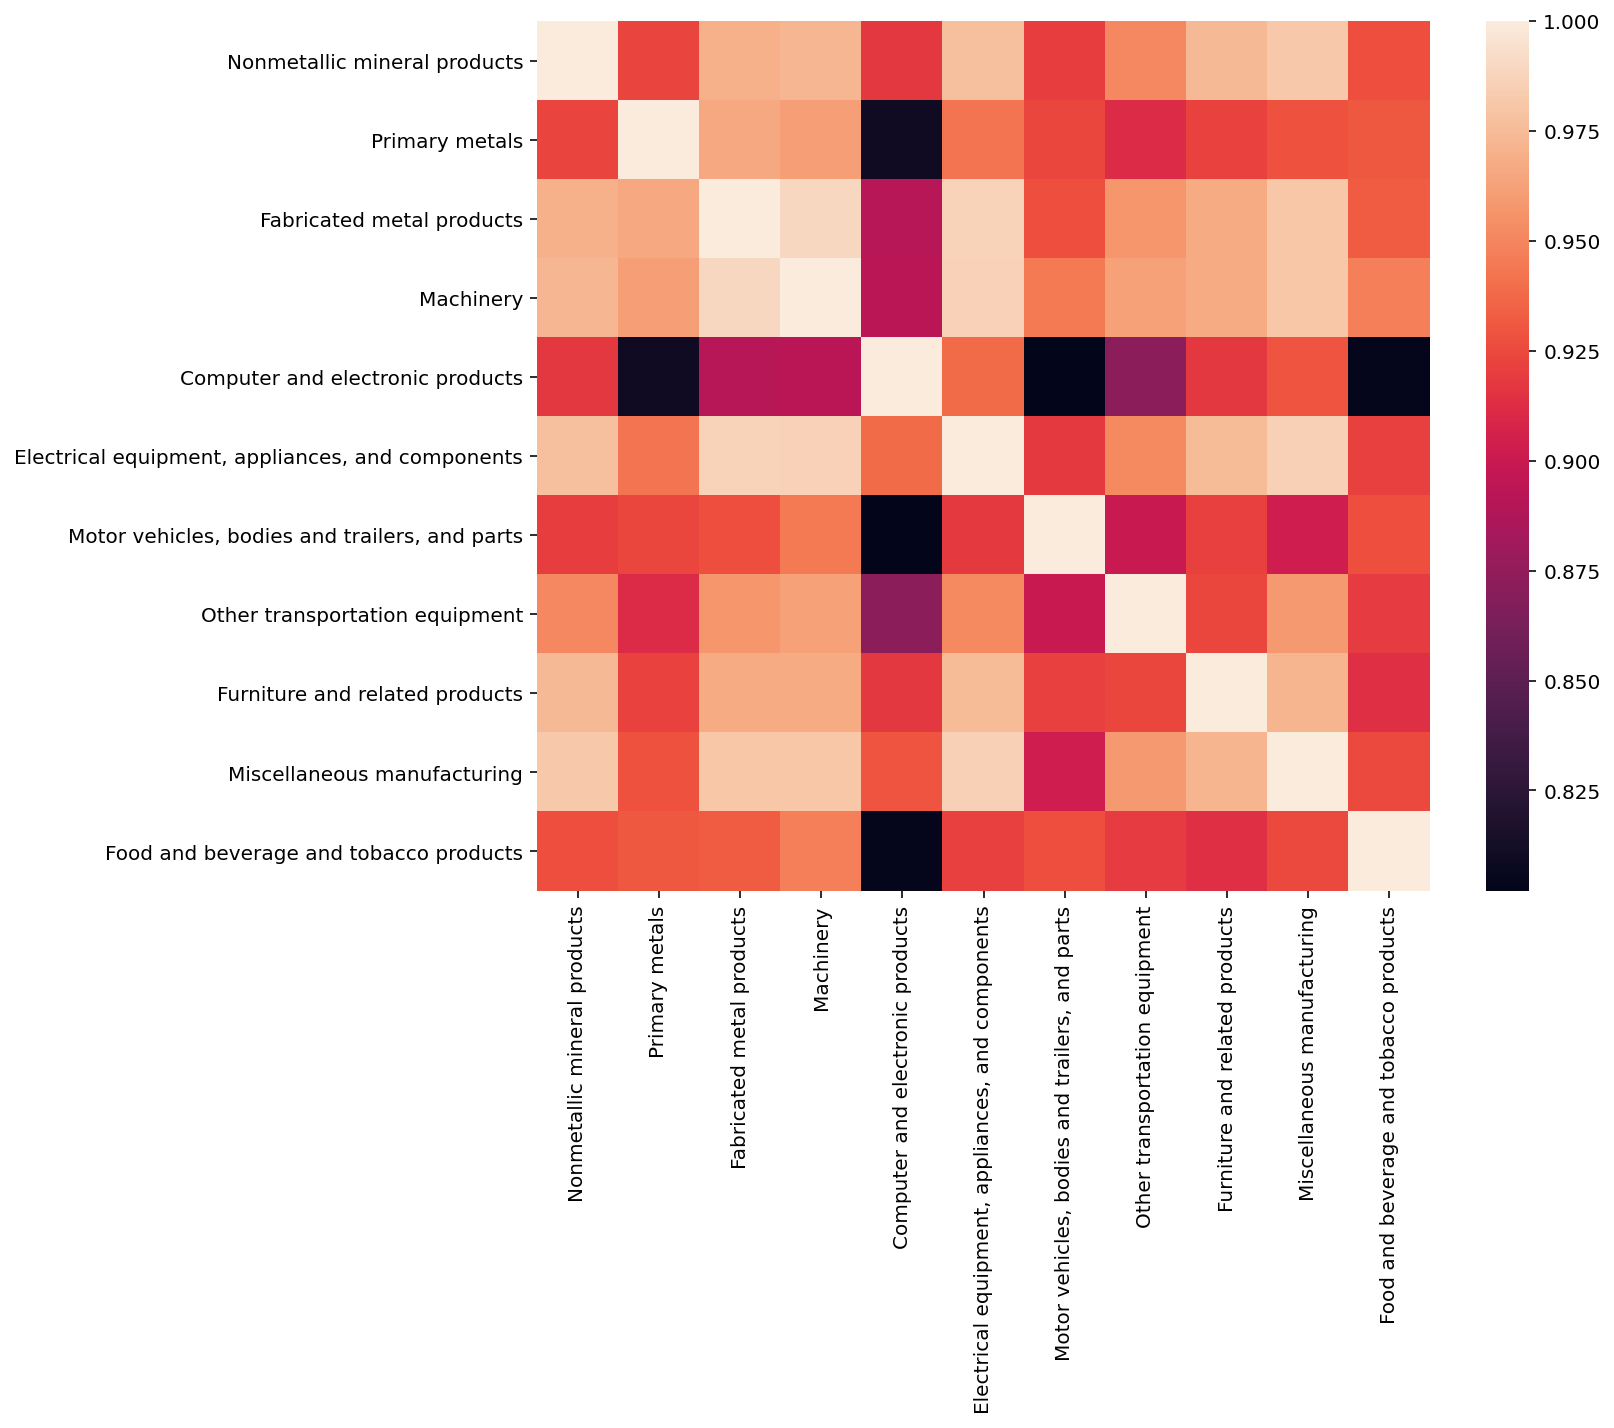 Nonmetallic mineral products
Primary metals
Fabricated metal products
Machinery
Computer and electronic products
Electrical equipment, appliances, and components
Motor vehicles, bodies and trailers, and parts
Other transportation equipment
Furniture and related products
Miscellaneous manufacturing
Food and beverage and tobacco products
Nonmetallic mineral products
Primary metals
Fabricated metal products
Machinery
Computer and electronic products
Electrical equipment, appliances, and components
Motor vehicles, bodies and trailers, and parts
Other transportation equipment
Furniture and related products
Miscellaneous manufacturing
Food and beverage and tobacco products
1.000
0.975
0.950
0.925
0.900
0.875
0.850
0.825